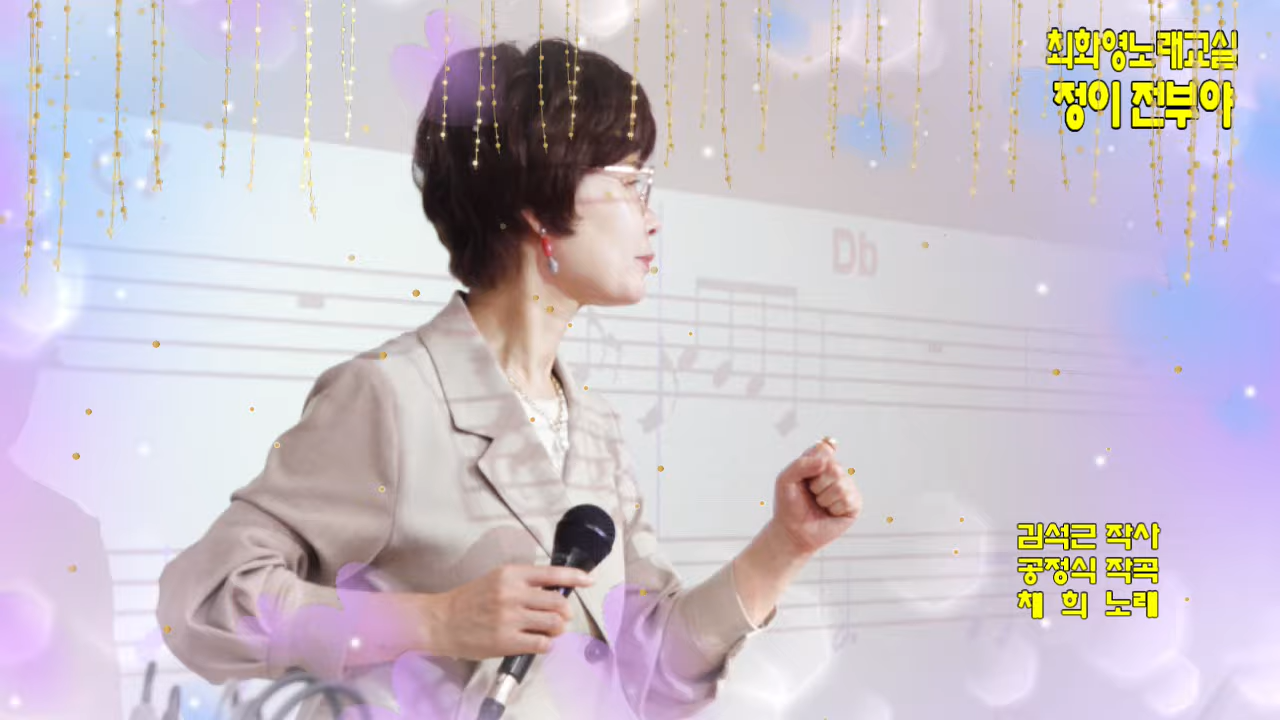 최화영노래교실
정이 전부야
Db
김석근 작사
공정식 작곡
채 희 노래